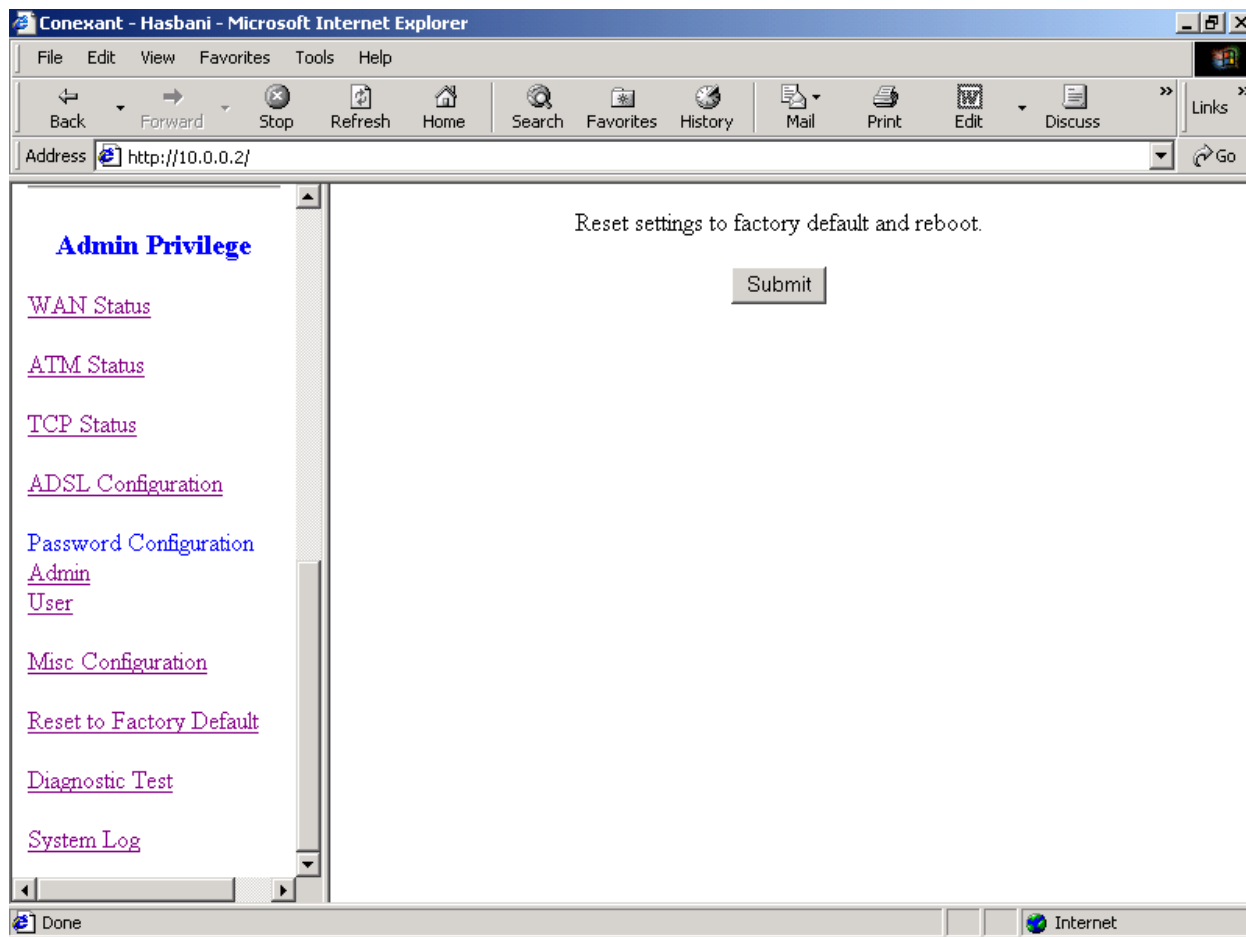 Conexant - Hasbani - Microsoft Internet Explorer
File Edit View Favorites Tools Help
Back Forward Stop Refresh Home Search Favorites History Mail Print Edit Discuss » Links »
Address http://10.0.0.2/ Go
Admin Privilege
WAN Status
ATM Status
TCP Status
ADSL Configuration
Password Configuration
Admin
User
Misc Configuration
Reset to Factory Default
Diagnostic Test
System Log
Reset settings to factory default and reboot.
Submit
Done Internet